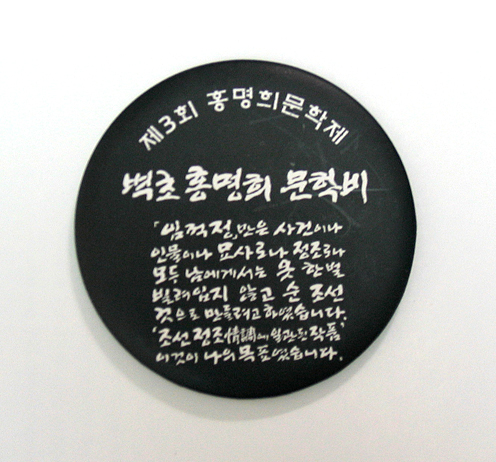 제3회 홍명희문학제
벽초 홍명희 문학비
「임꺽정」만은 사건이나
인물이나 묘사로나 정조로나
모두 남에게서는 옷 한벌
빌려입지 않고 순 조선
것으로 만들려고 하였습니다.
'조선정조情調에 일관된 작품'
이것이 나의 목표였습니다.